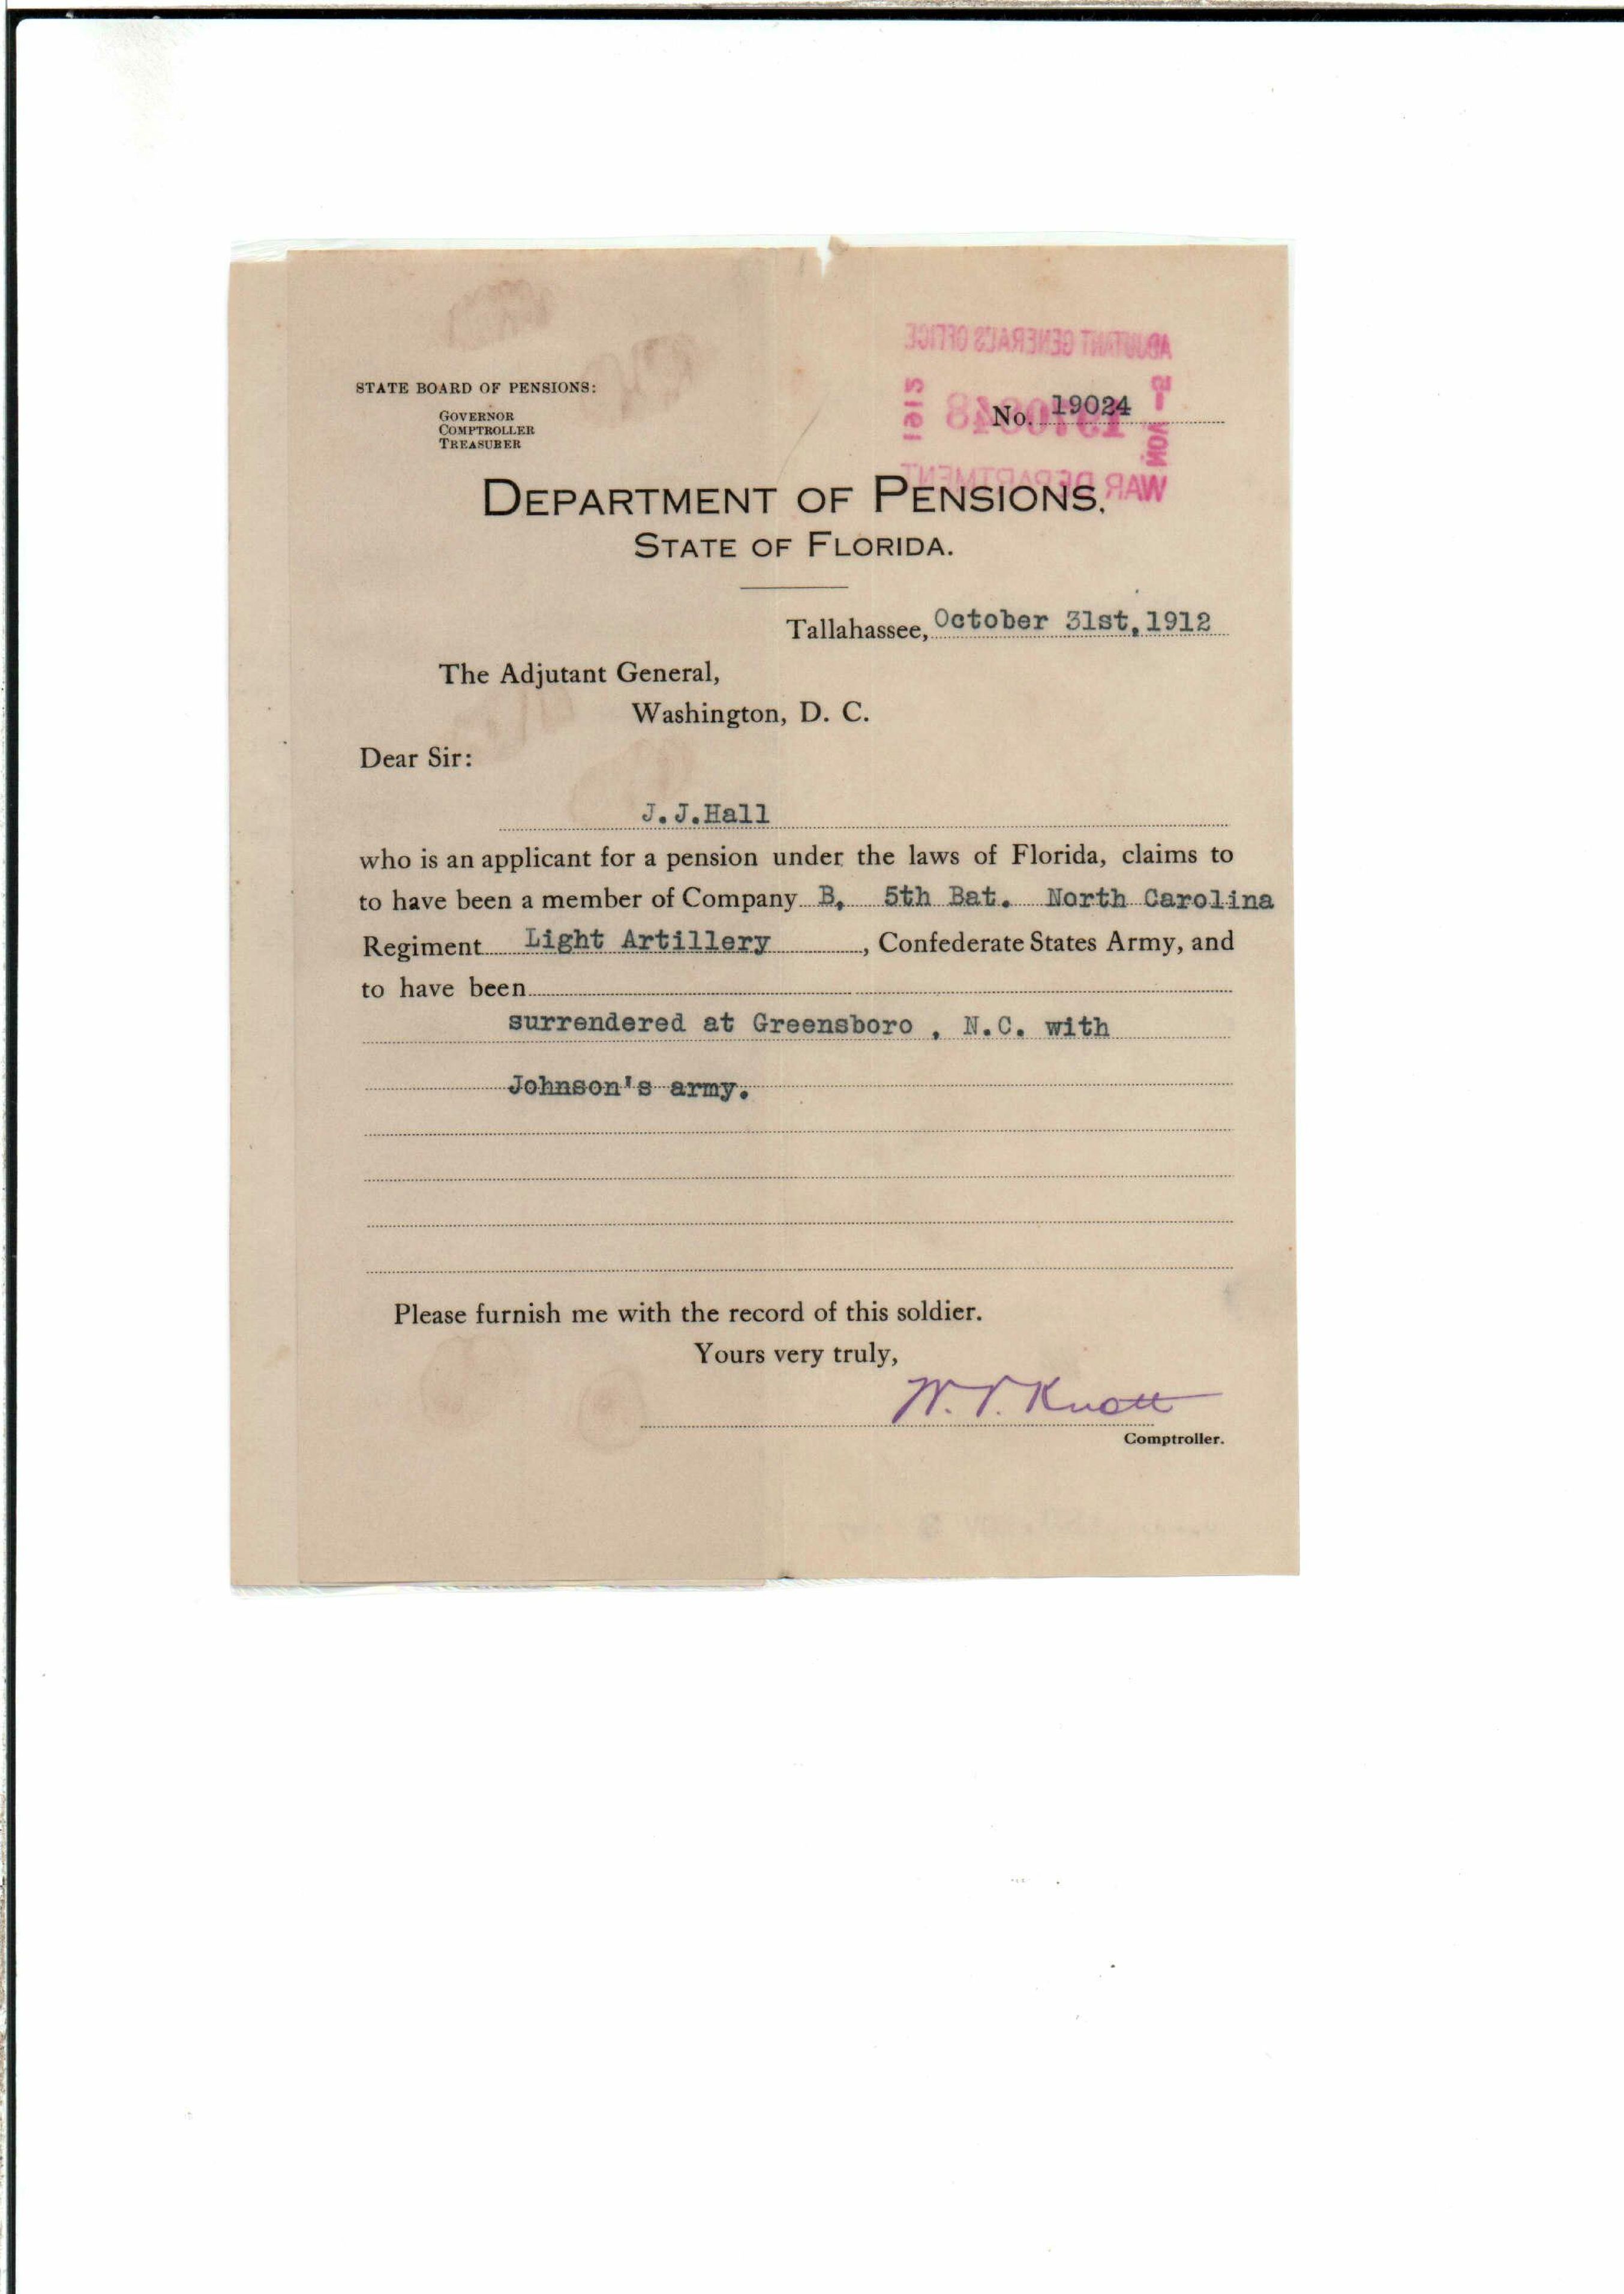 STATE BOARD OF PENSIONS:
GOVERNOR
COMPTROLLER
TREASURER
ADJUTANT GENERAL'S OFFICE
1912
NOV
WAR DEPARTMENT
No. 19024
DEPARTMENT OF PENSIONS.
STATE OF FLORIDA.
Tallahassee, October 31st, 1912
The Adjutant General,
Washington, D. C.
Dear Sir:
J.J.Hall
who is an applicant for a pension under the laws of Florida, claims to
to have been a member of Company B, 5th Bat. North Carolina
Regiment Light Artillery, Confederate States Army, and
to have been
surrendered at Greensboro , N.C. with
Johnson's army.
Please furnish me with the record of this soldier.
Yours very truly,
W. V. Knott
Comptroller.